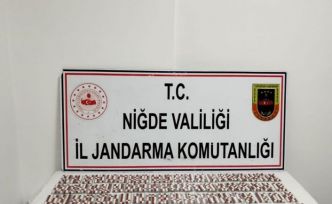 T.C.
NİĞDE VALİLİĞİ
İL JANDARMA KOMUTANLIĞI